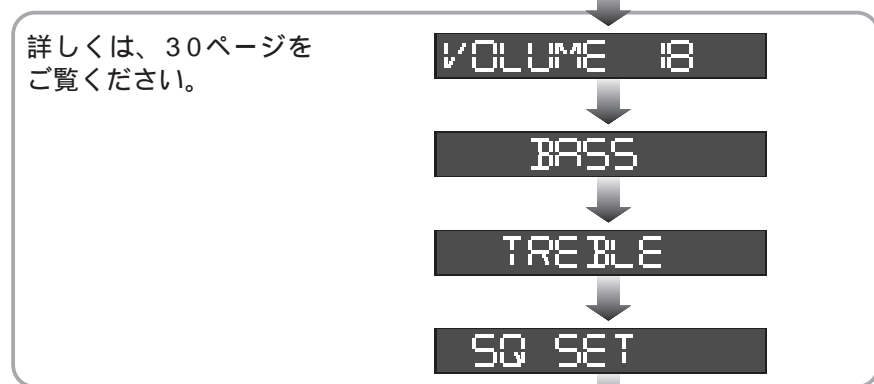 詳しくは、30ページを
ご覧ください。
VOLUME 18
BASS
TREBLE
SQ SET